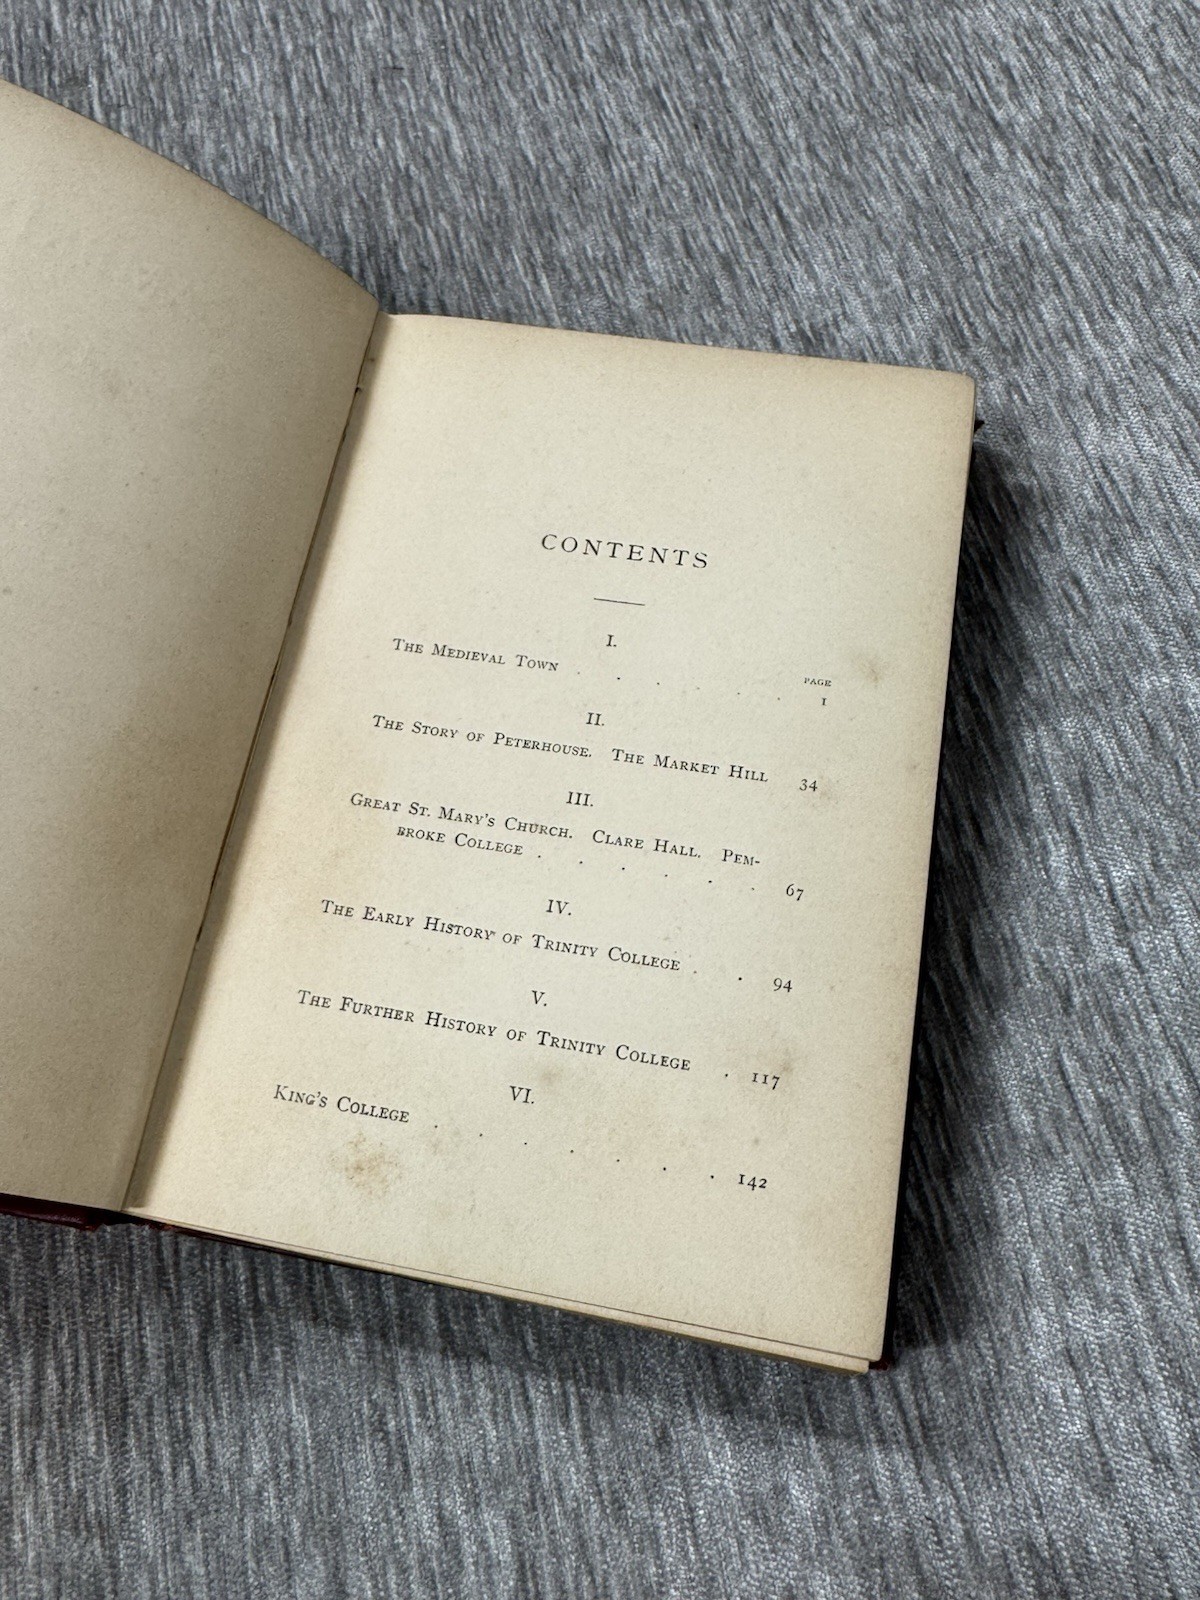 CONTENTS
I.
PAGE
The Medieval Town . . . . . . 1
II.
The Story of Peterhouse. The Market Hill 34
III.
Great St. Mary's Church. Clare Hall. Pem-
broke College . . . . . . 67
IV.
The Early History of Trinity College . . 94
V.
The Further History of Trinity College . 117
VI.
King's College . . . . . . . 142